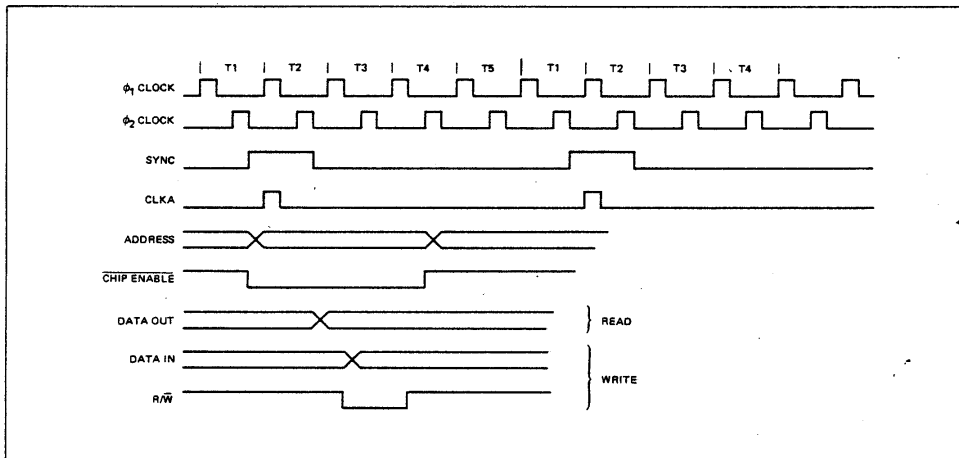 T1 T2 T3 T4 T5 T1 T2 T3 T4
ϕ1 CLOCK
ϕ2 CLOCK
SYNC
CLKA
ADDRESS
CHIP ENABLE
DATA OUT
READ
DATA IN
WRITE
R/W̅